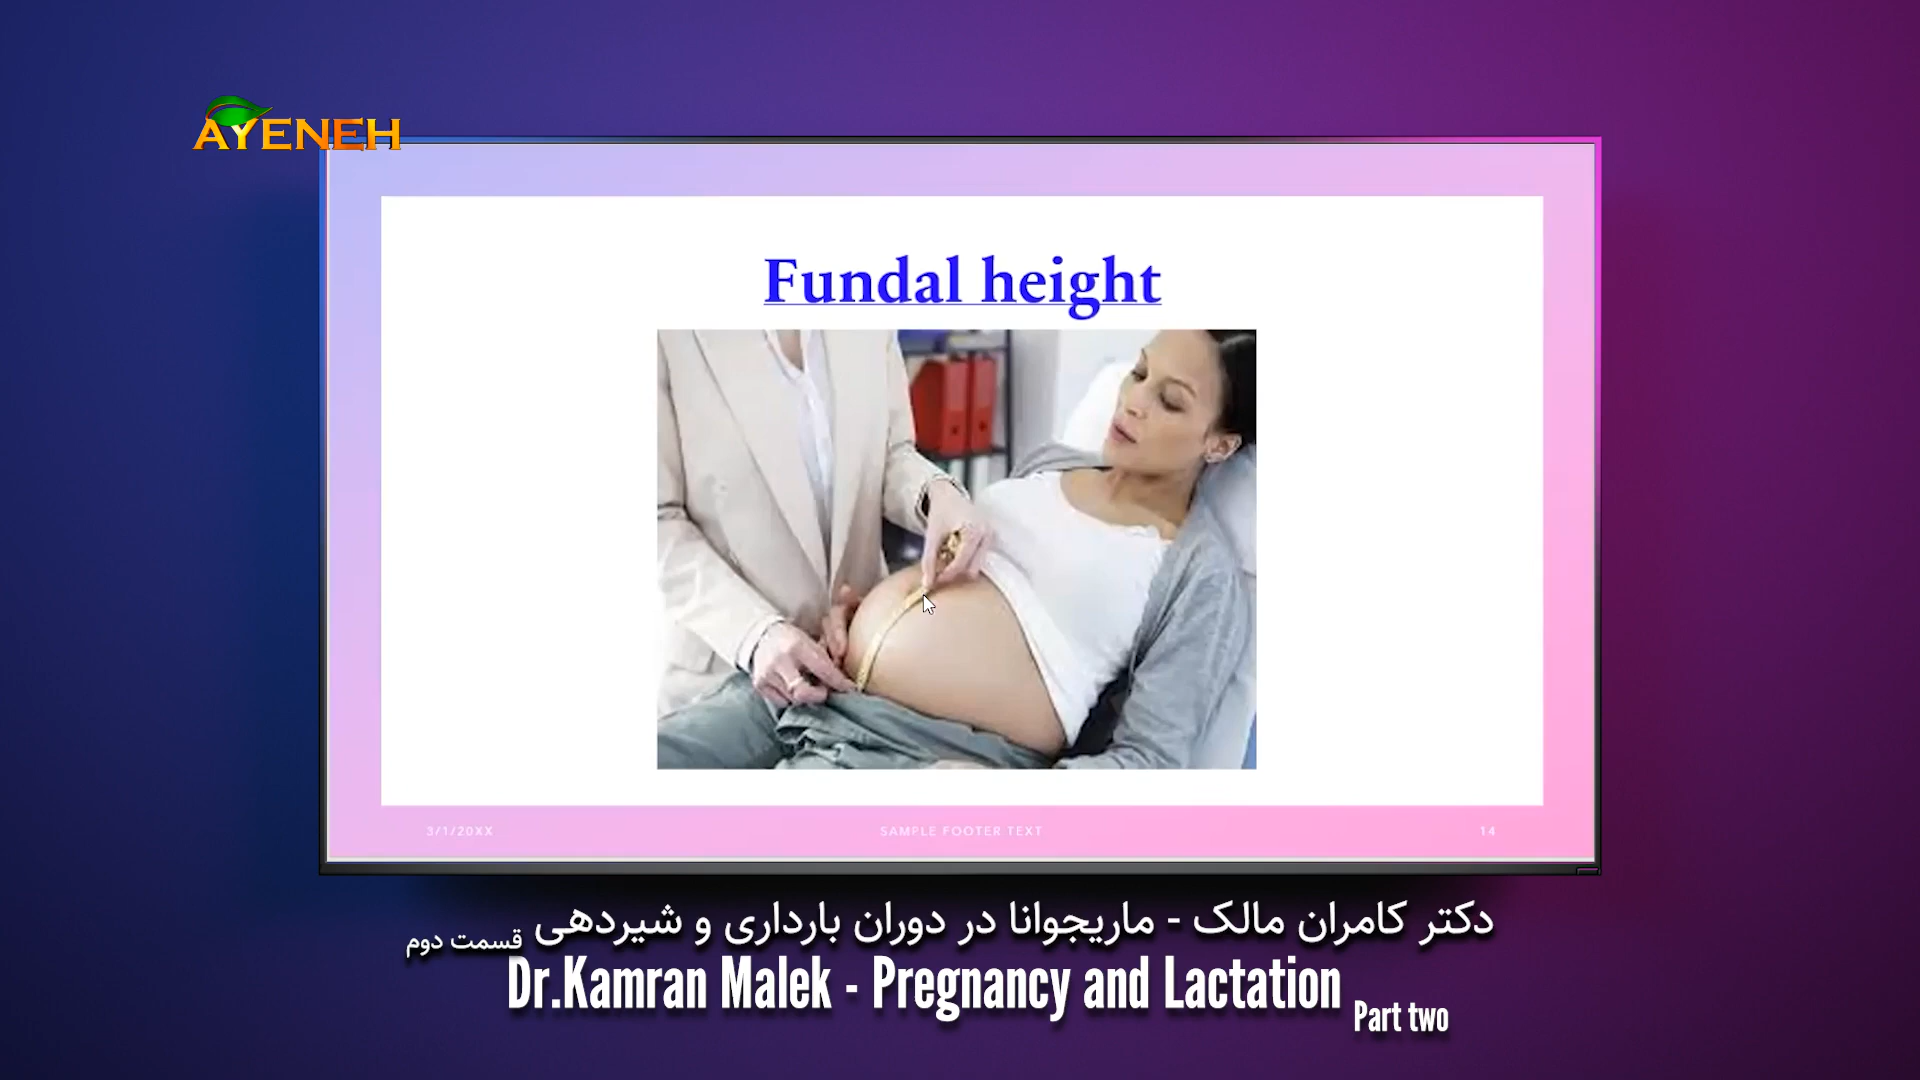 AYENEH
Fundal height
3/1/20XX
SAMPLE FOOTER TEXT
14
دکتر کامران مالک - ماریجوانا در دوران بارداری و شیردهی قسمت دوم
Dr.Kamran Malek - Pregnancy and Lactation Part two